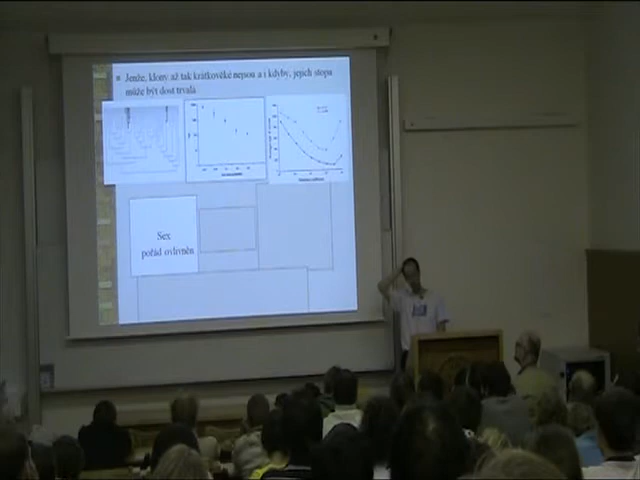 Jenže, klony až tak krátkověké nejsou a i kdyby, jejich stopa
může být dost trvalá
Sex
pořád ovlivněn